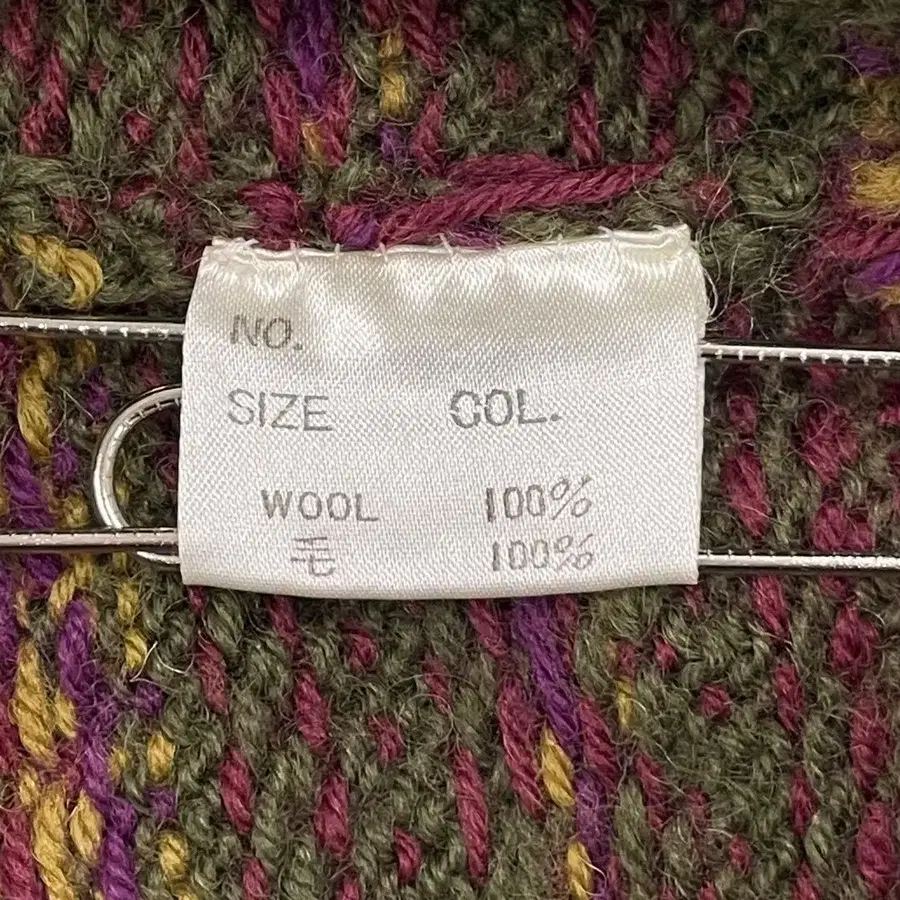 NO.
SIZE COL.
WOOL 100%
毛 100%